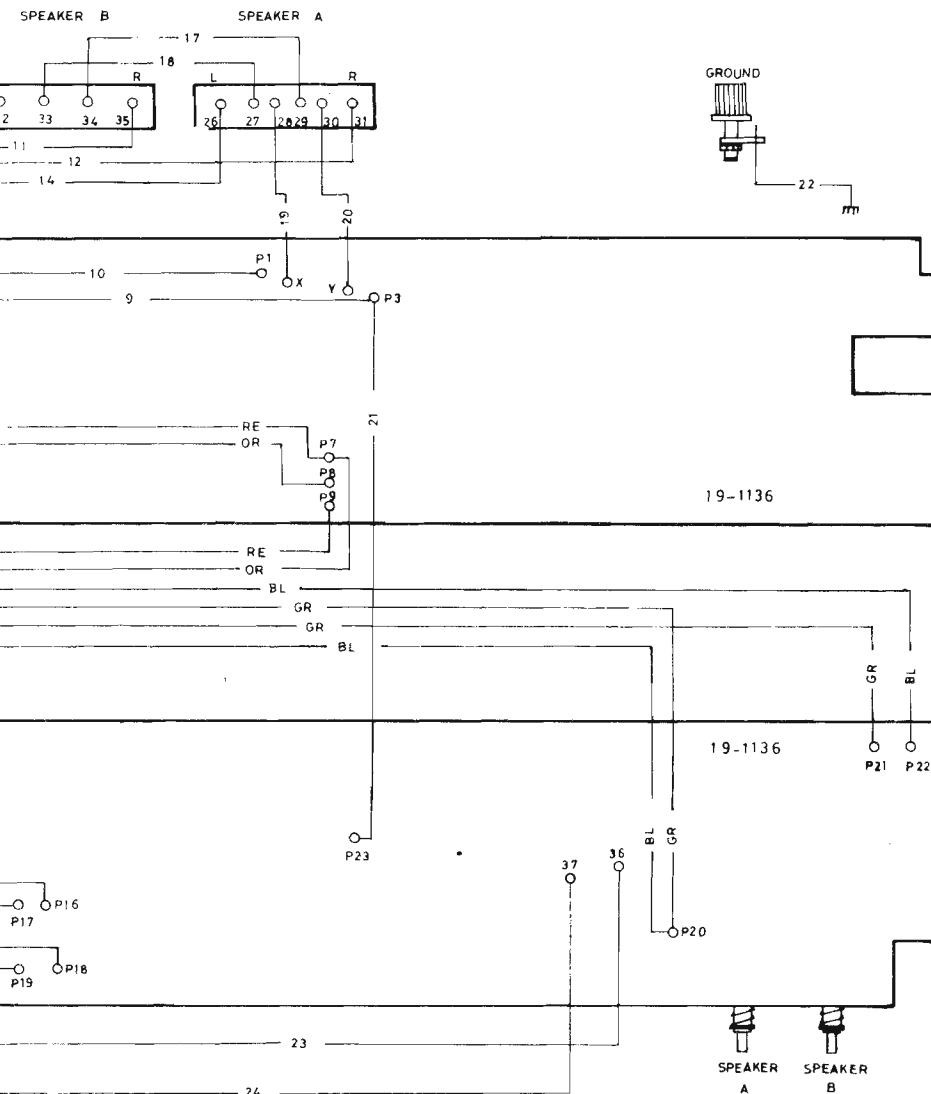 SPEAKER B
SPEAKER A
17
18
R
L
R
GROUND
2
33
34
35
26
27
28
29
30
31
11
12
14
22
19
20
P1
10
X
Y
9
P3
21
RE
OR
P7
P8
P9
19-1136
RE
OR
BL
GR
GR
BL
GR
BL
19-1136
P21
P22
BL
GR
P23
37
36
P16
P17
P20
P18
P19
23
SPEAKER
A
SPEAKER
B
24